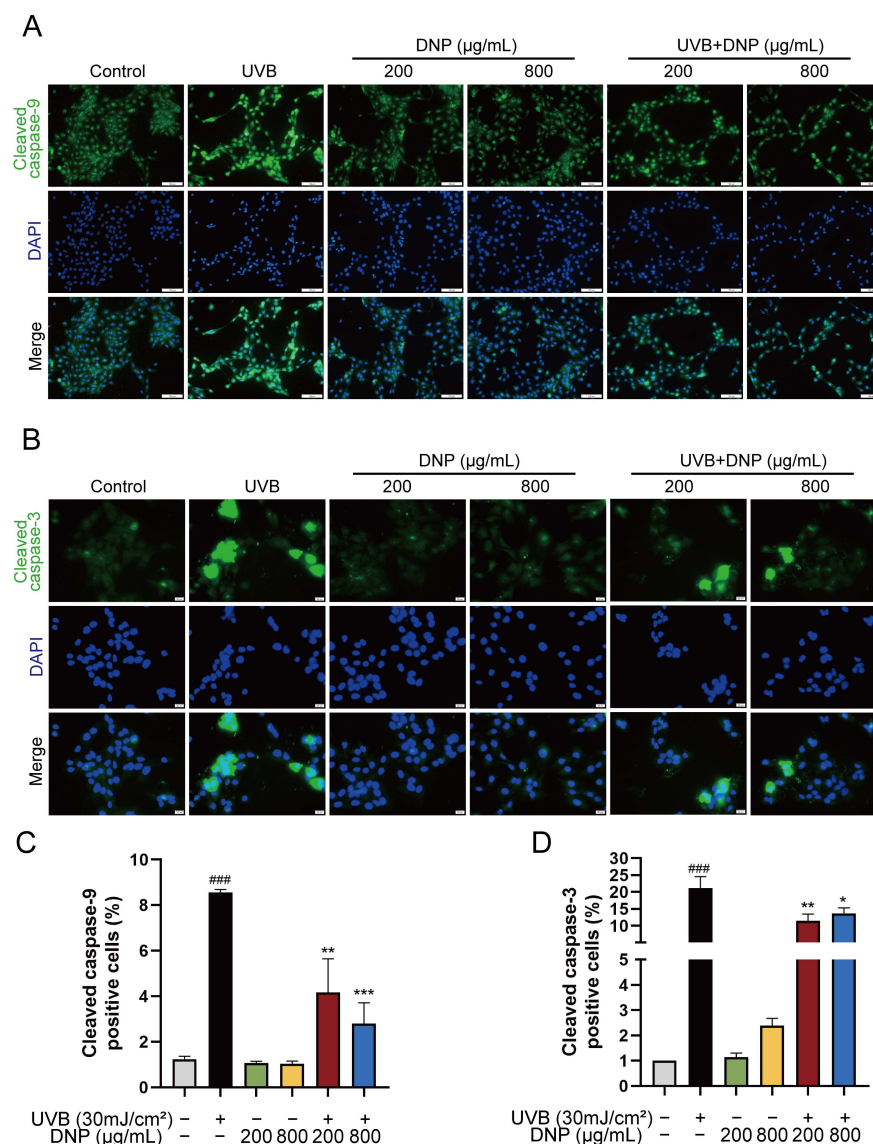 A
DNP (µg/mL) UVB+DNP (µg/mL)
Control UVB 200 800 200 800
Cleaved
caspase-9
DAPI
Merge
B
DNP (µg/mL) UVB+DNP (µg/mL)
Control UVB 200 800 200 800
Cleaved
caspase-3
DAPI
Merge
C
Cleaved caspase-9
positive cells (%)
10
8
6
4
2
0
###
**
***
UVB (30mJ/cm²) – + – – + +
DNP (µg/mL) – – 200 800 200 800
D
Cleaved caspase-3
positive cells (%)
30
25
20
15
10
5
4
3
2
1
0
###
**
*
UVB (30mJ/cm²) – + – – + +
DNP (µg/mL) – – 200 800 200 800